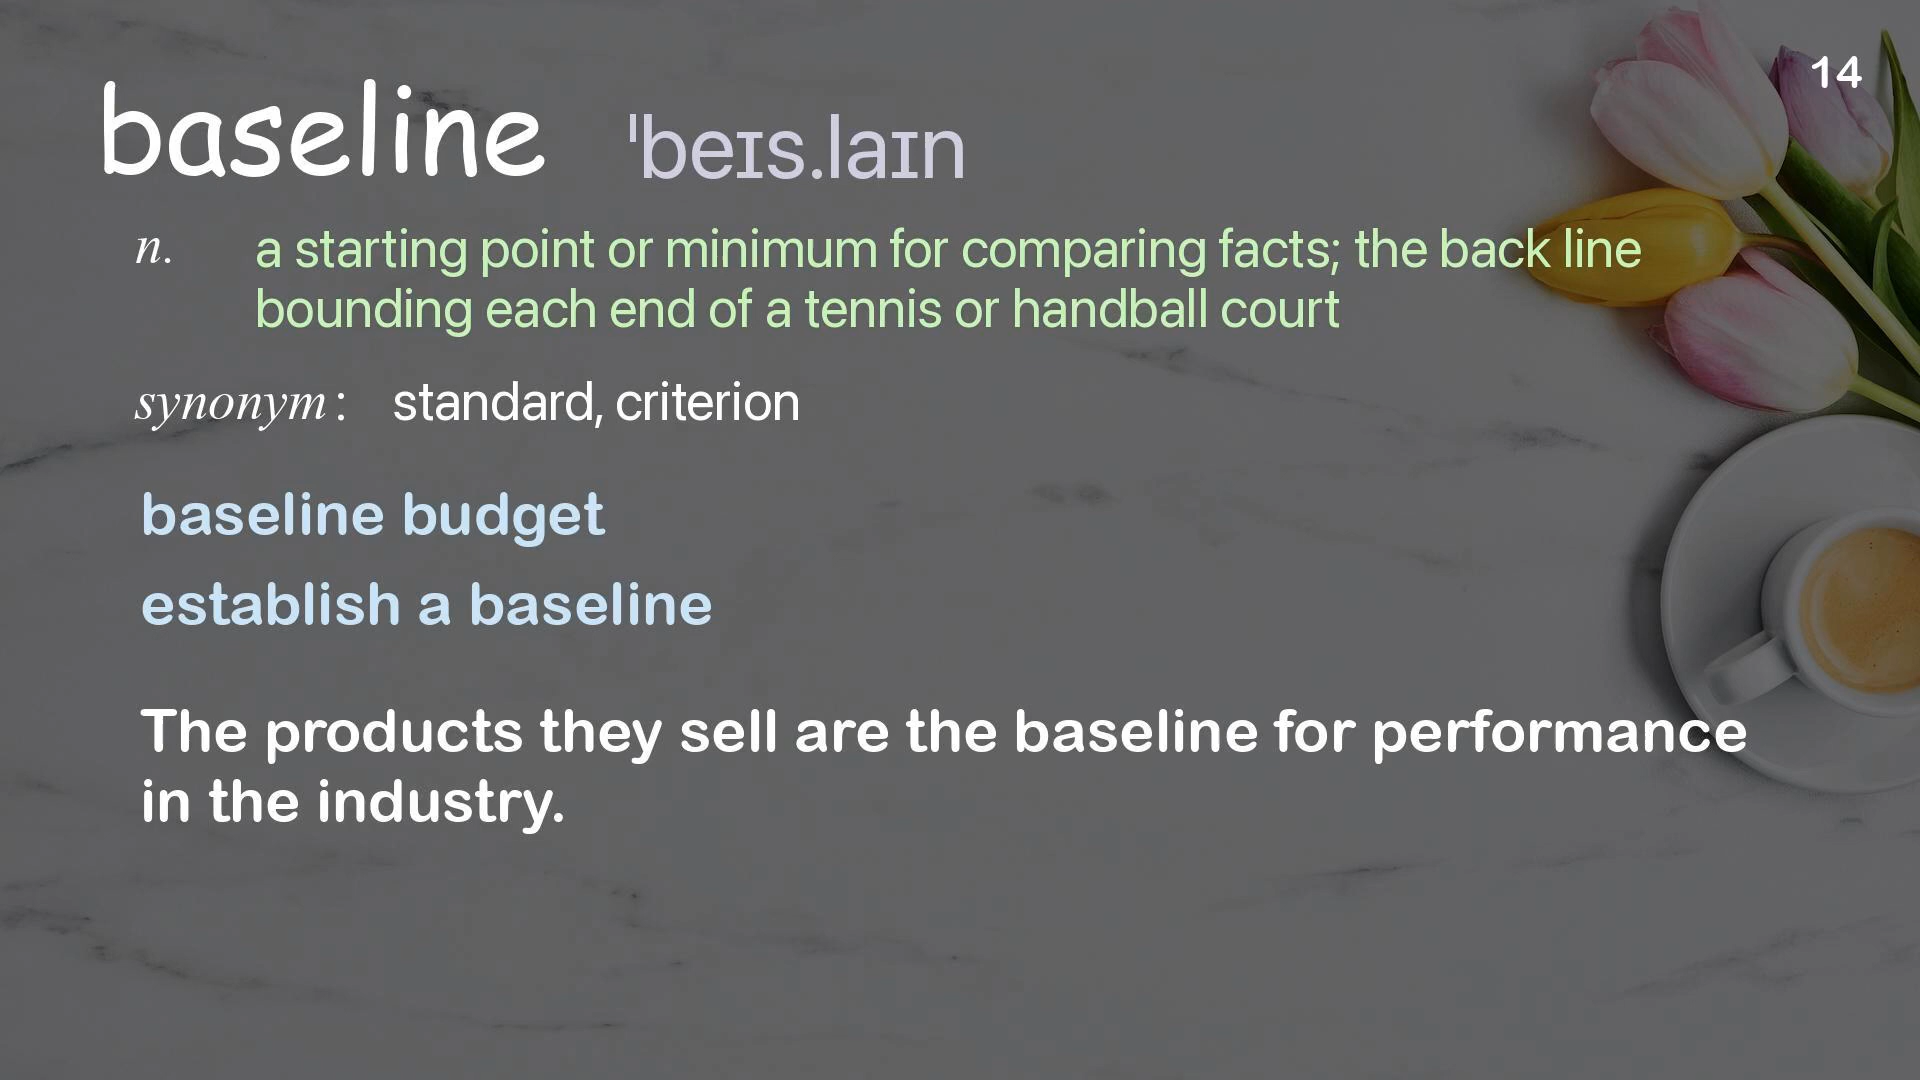 14
baseline ˈbeɪs.laɪn
n. a starting point or minimum for comparing facts; the back line
bounding each end of a tennis or handball court
synonym: standard, criterion
baseline budget
establish a baseline
The products they sell are the baseline for performance
in the industry.